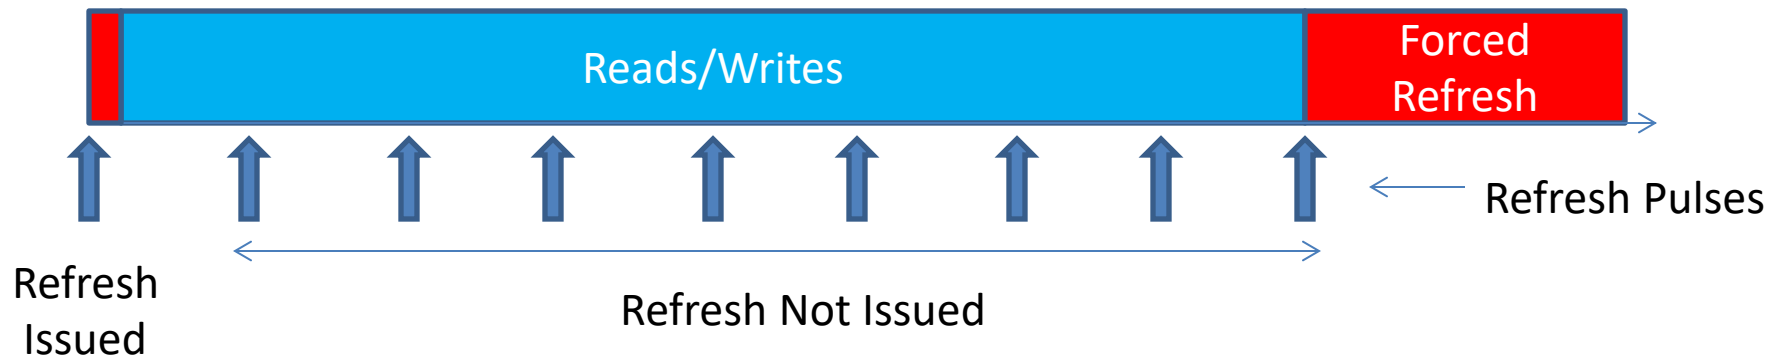 Reads/Writes
Forced
Refresh
Refresh Pulses
Refresh
Issued
Refresh Not Issued